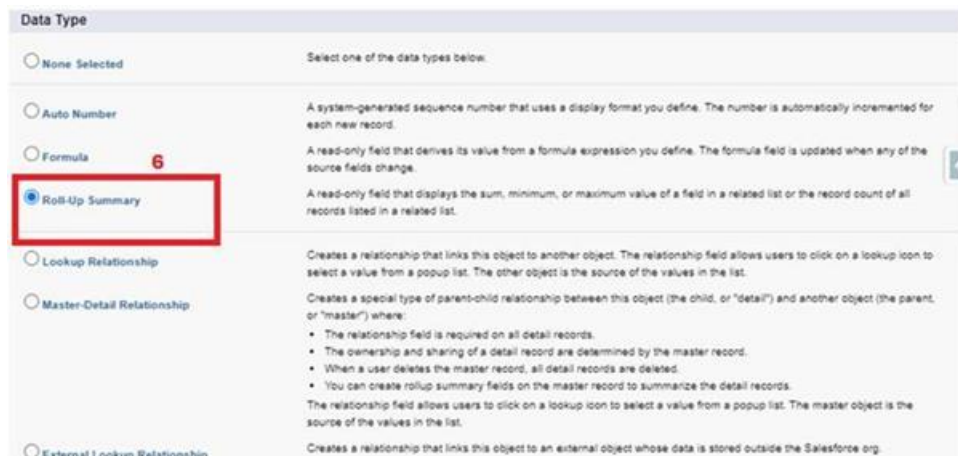 Data Type
None Selected Select one of the data types below.
Auto Number A system-generated sequence number that uses a display format you define. The number is automatically incremented for
each new record.
Formula A read-only field that derives its value from a formula expression you define. The formula field is updated when any of the
source fields change.
6
Roll-Up Summary A read-only field that displays the sum, minimum, or maximum value of a field in a related list or the record count of all
records listed in a related list.
Lookup Relationship Creates a relationship that links this object to another object. The relationship field allows users to click on a lookup icon to
select a value from a popup list. The other object is the source of the values in the list.
Master-Detail Relationship Creates a special type of parent-child relationship between this object (the child, or "detail") and another object (the parent,
or "master") where:
• The relationship field is required on all detail records.
• The ownership and sharing of a detail record are determined by the master record.
• When a user deletes the master record, all detail records are deleted.
• You can create rollup summary fields on the master record to summarize the detail records.
The relationship field allows users to click on a lookup icon to select a value from a popup list. The master object is the
source of the values in the list.
External Lookup Relationship Creates a relationship that links this object to an external object whose data is stored outside the Salesforce org.